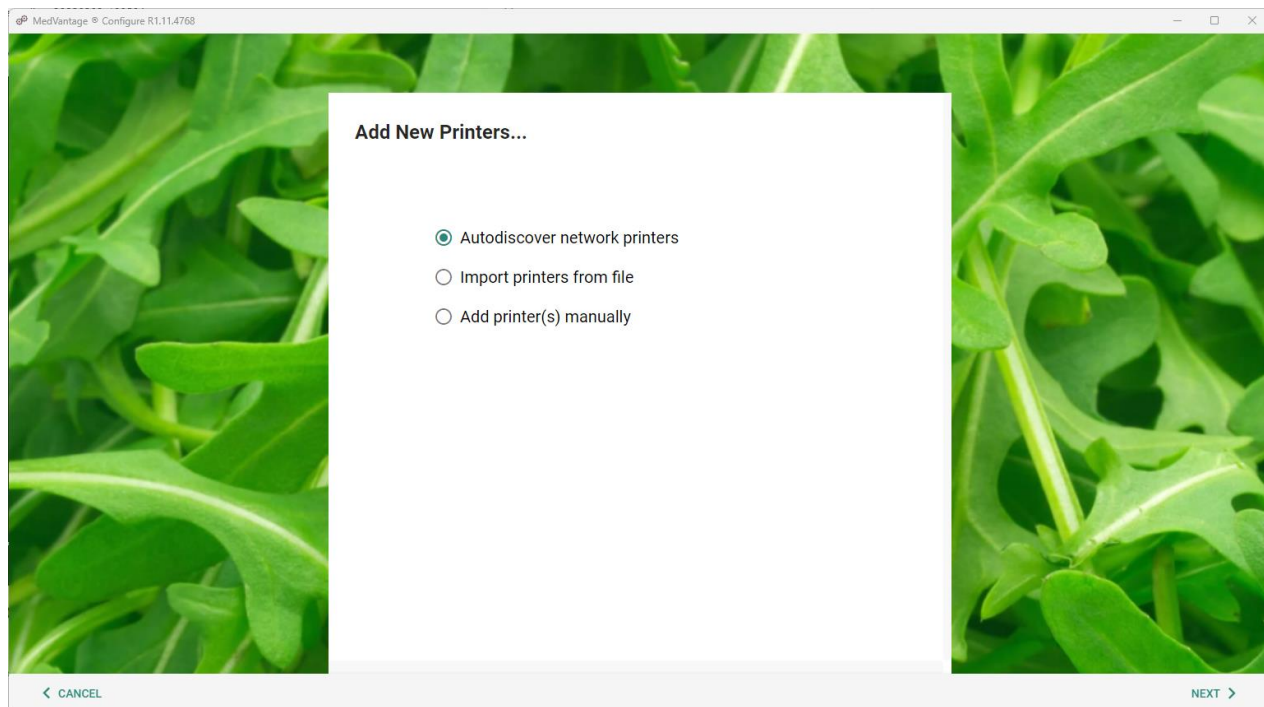 MedVantage ® Configure R1.11.4768
Add New Printers...
Autodiscover network printers
Import printers from file
Add printer(s) manually
CANCEL
NEXT